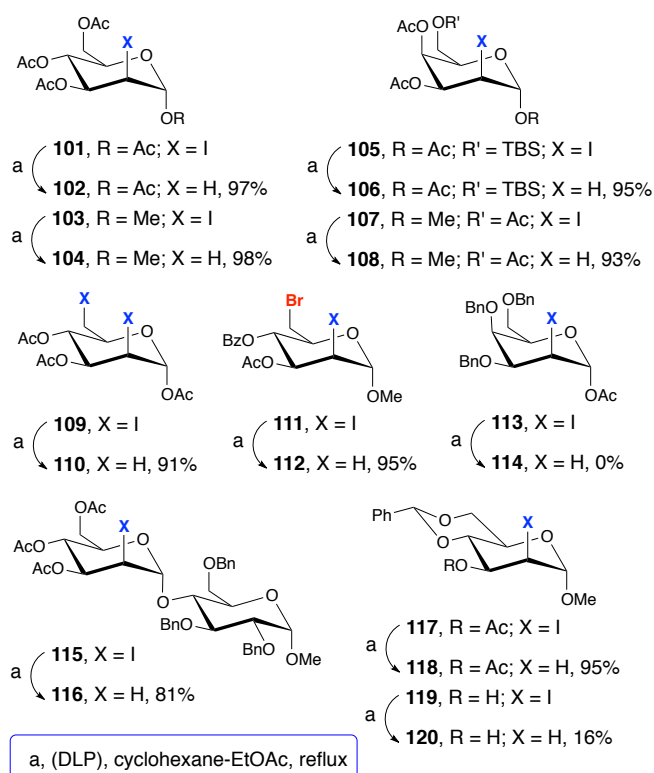 OAc
X
O
AcO
AcO
OR
a
101, R = Ac; X = I
102, R = Ac; X = H, 97%
a
103, R = Me; X = I
104, R = Me; X = H, 98%
OR'
AcO
X
O
AcO
OR
a
105, R = Ac; R' = TBS; X = I
106, R = Ac; R' = TBS; X = H, 95%
a
107, R = Me; R' = Ac; X = I
108, R = Me; R' = Ac; X = H, 93%
X
X
O
AcO
AcO
OAc
a
109, X = I
110, X = H, 91%
Br
X
O
BzO
AcO
OMe
a
111, X = I
112, X = H, 95%
BnO
OBn
X
O
BnO
OAc
a
113, X = I
114, X = H, 0%
OAc
X
O
AcO
AcO
O
OBn
O
BnO
BnO
OMe
a
115, X = I
116, X = H, 81%
Ph
O
O
X
O
RO
OMe
a
117, R = Ac; X = I
118, R = Ac; X = H, 95%
a
119, R = H; X = I
120, R = H; X = H, 16%
a, (DLP), cyclohexane-EtOAc, reflux